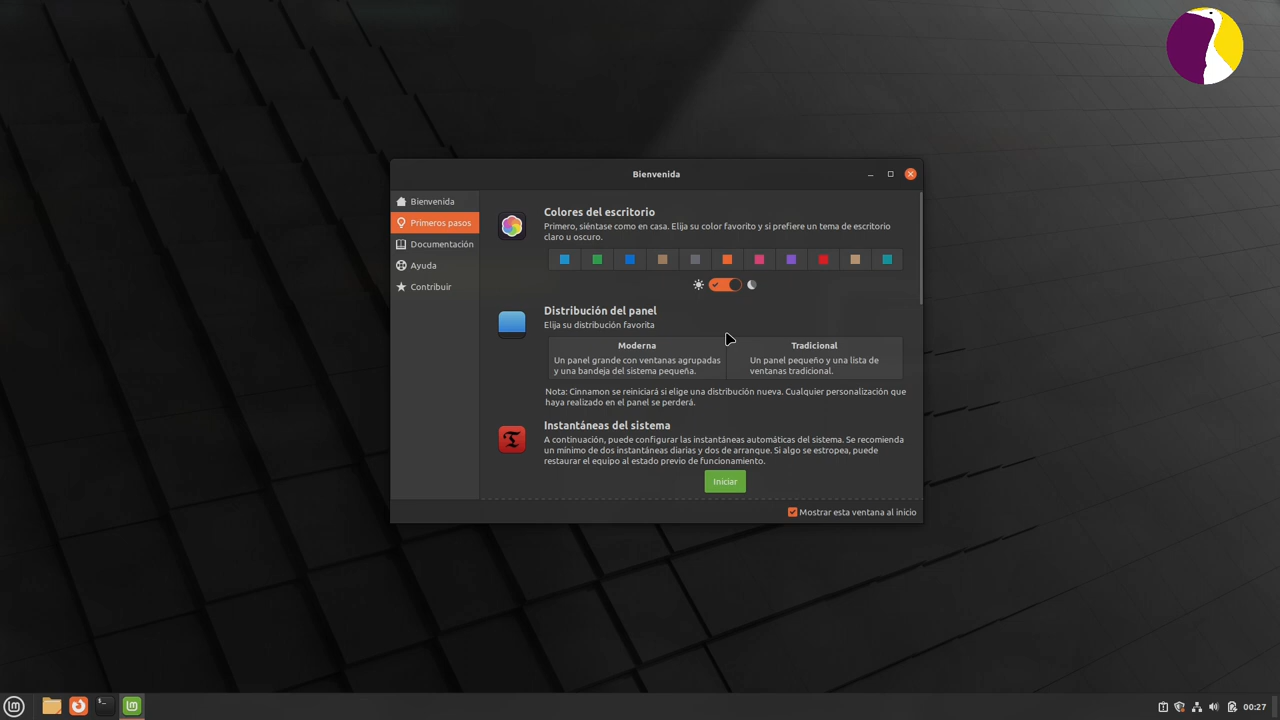 Bienvenida
Bienvenida
Primeros pasos
Documentación
Ayuda
Contribuir
Colores del escritorio
Primero, siéntase como en casa. Elija su color favorito y si prefiere un tema de escritorio
claro u oscuro.
Distribución del panel
Elija su distribución favorita
Moderna
Un panel grande con ventanas agrupadas
y una bandeja del sistema pequeña.
Tradicional
Un panel pequeño y una lista de
ventanas tradicional.
Nota: Cinnamon se reiniciará si elige una distribución nueva. Cualquier personalización que
haya realizado en el panel se perderá.
Instantáneas del sistema
A continuación, puede configurar las instantáneas automáticas del sistema. Se recomienda
un mínimo de dos instantáneas diarias y dos de arranque. Si algo se estropea, puede
restaurar el equipo al estado previo de funcionamiento.
Iniciar
Mostrar esta ventana al inicio
00:27